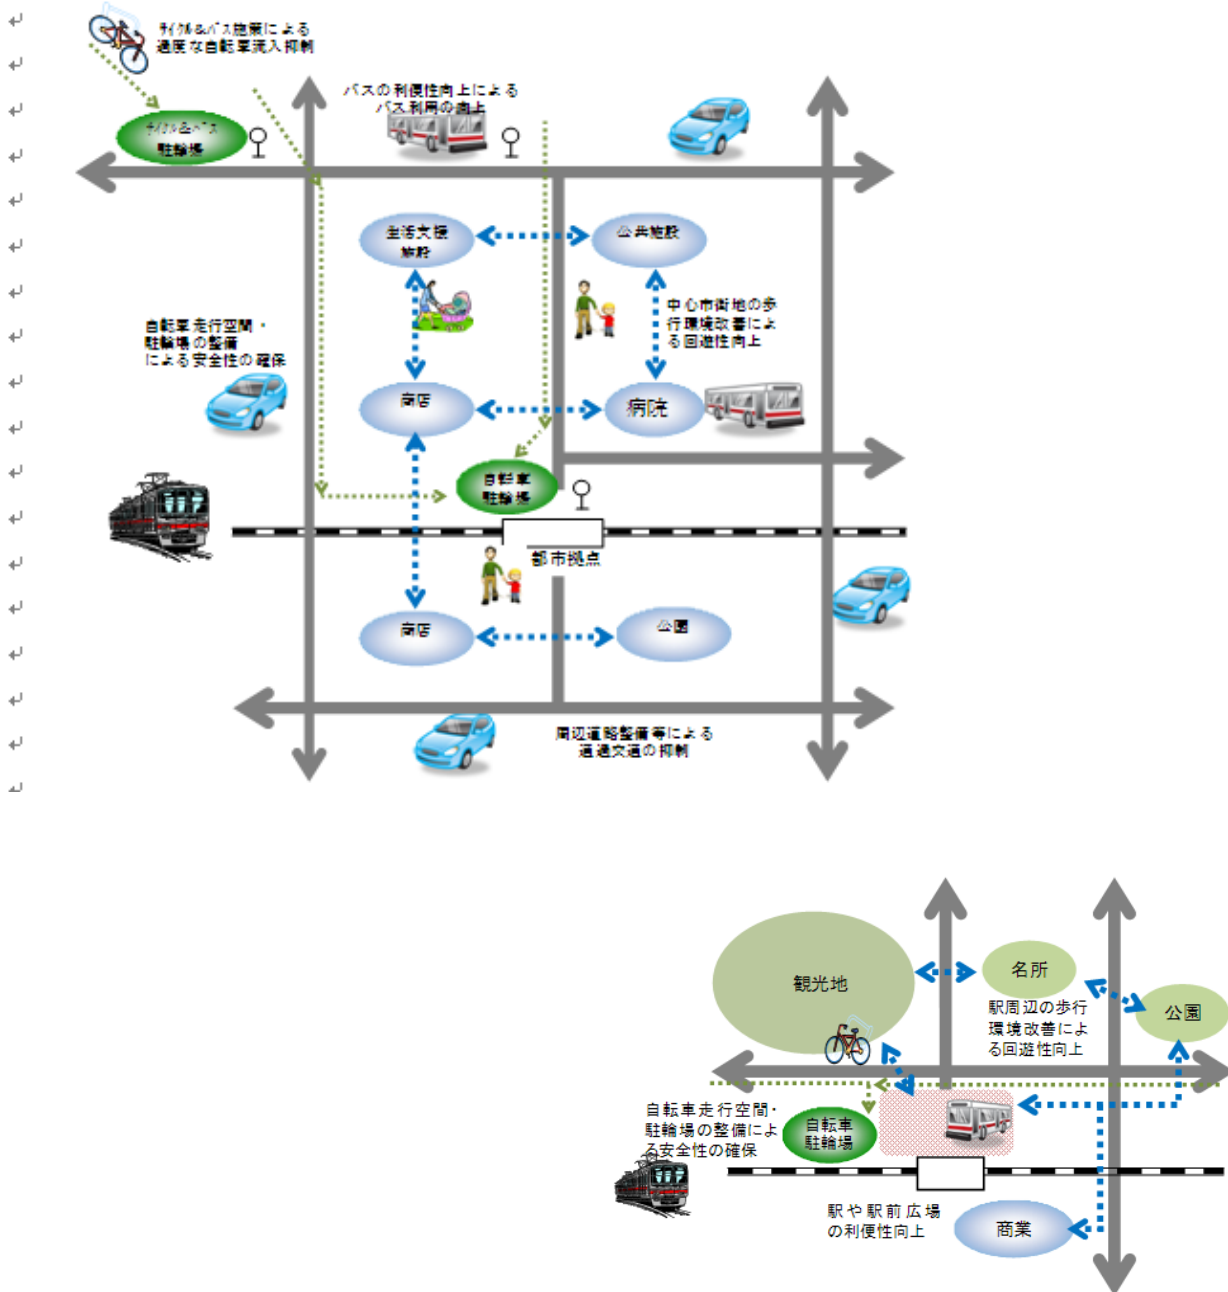 サイクル&バス施策による
過度な自転車流入抑制
バスの利便性向上による
バス利用の向上
サイクル&バス
駐輪場
生活支援
施設
公共施設
中心市街地の歩
行環境改善によ
る回遊性向上
自転車走行空間・
駐輪場の整備
による安全性の確保
商店
病院
自転車
駐輪場
都市拠点
商店
公園
周辺道路整備等による
通過交通の抑制
観光地
名所
公園
駅周辺の歩行
環境改善によ
る回遊性向上
自転車走行空間・
駐輪場の整備によ
る安全性の確保
自転車
駐輪場
駅や駅前広場
の利便性向上
商業